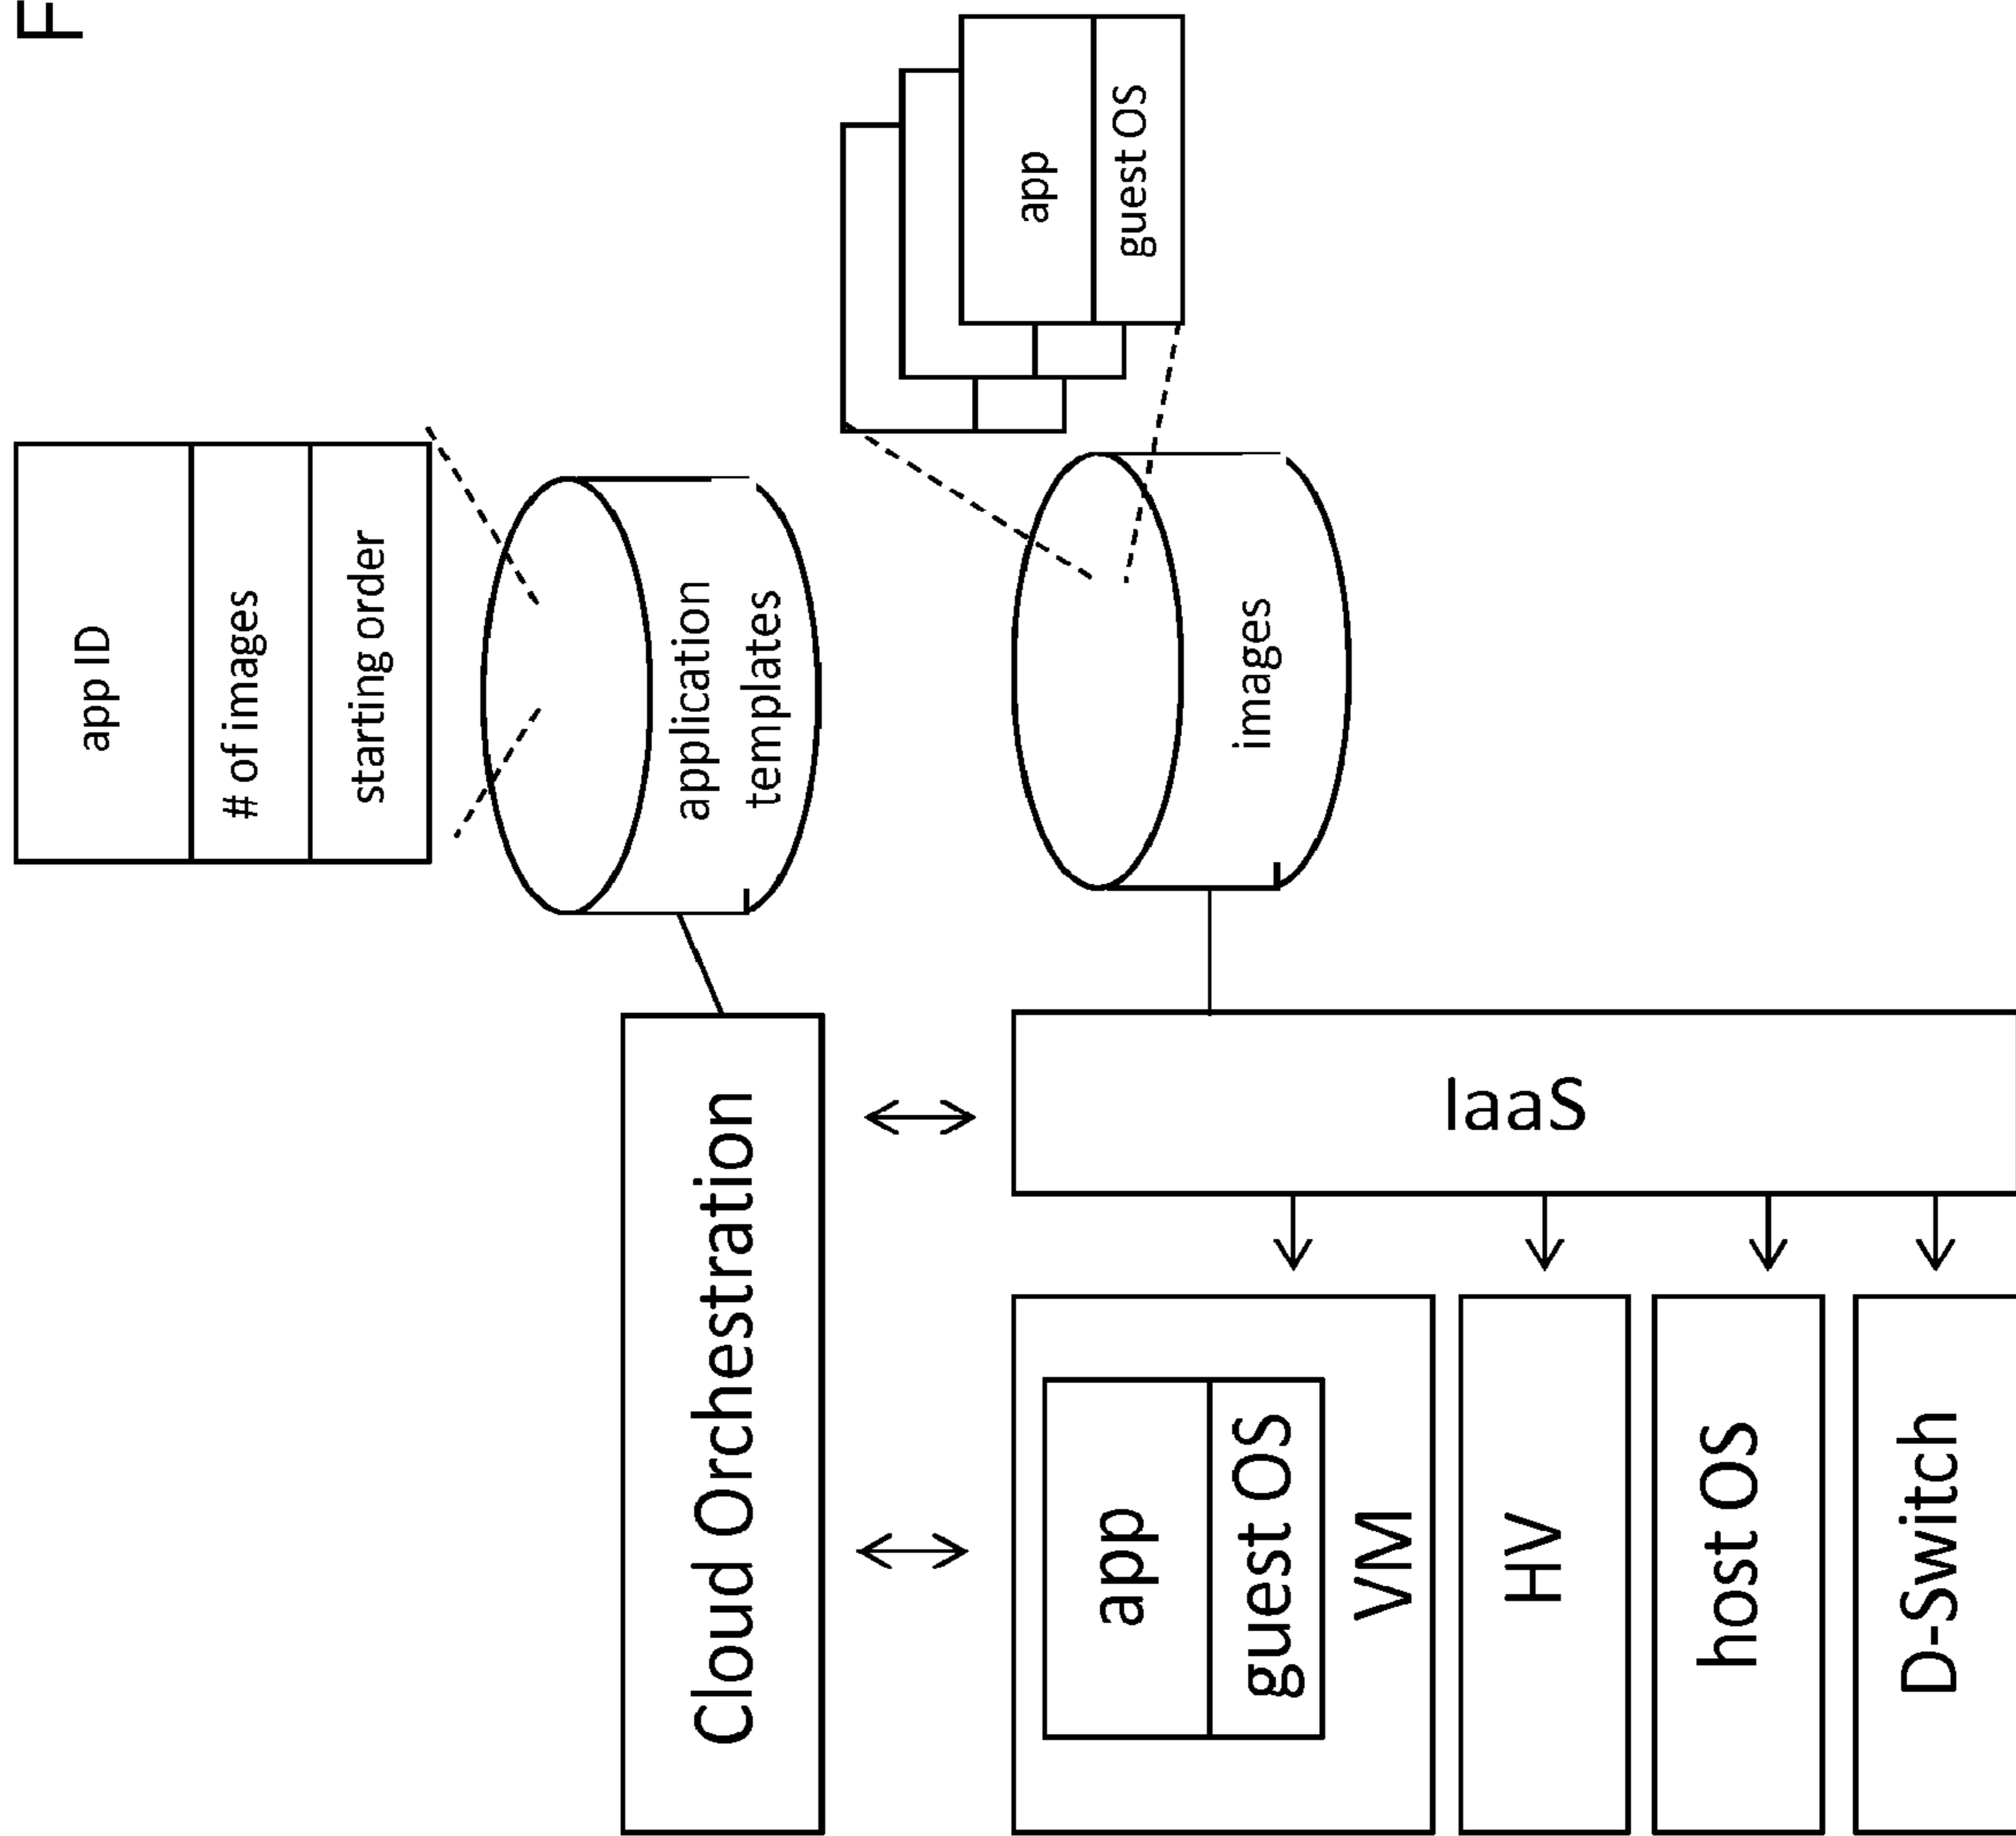 F
app ID
# of images
starting order
Cloud Orchestration
application
templates
app
guest OS
images
app
guest OS
VM
HV
host OS
D-Switch
IaaS